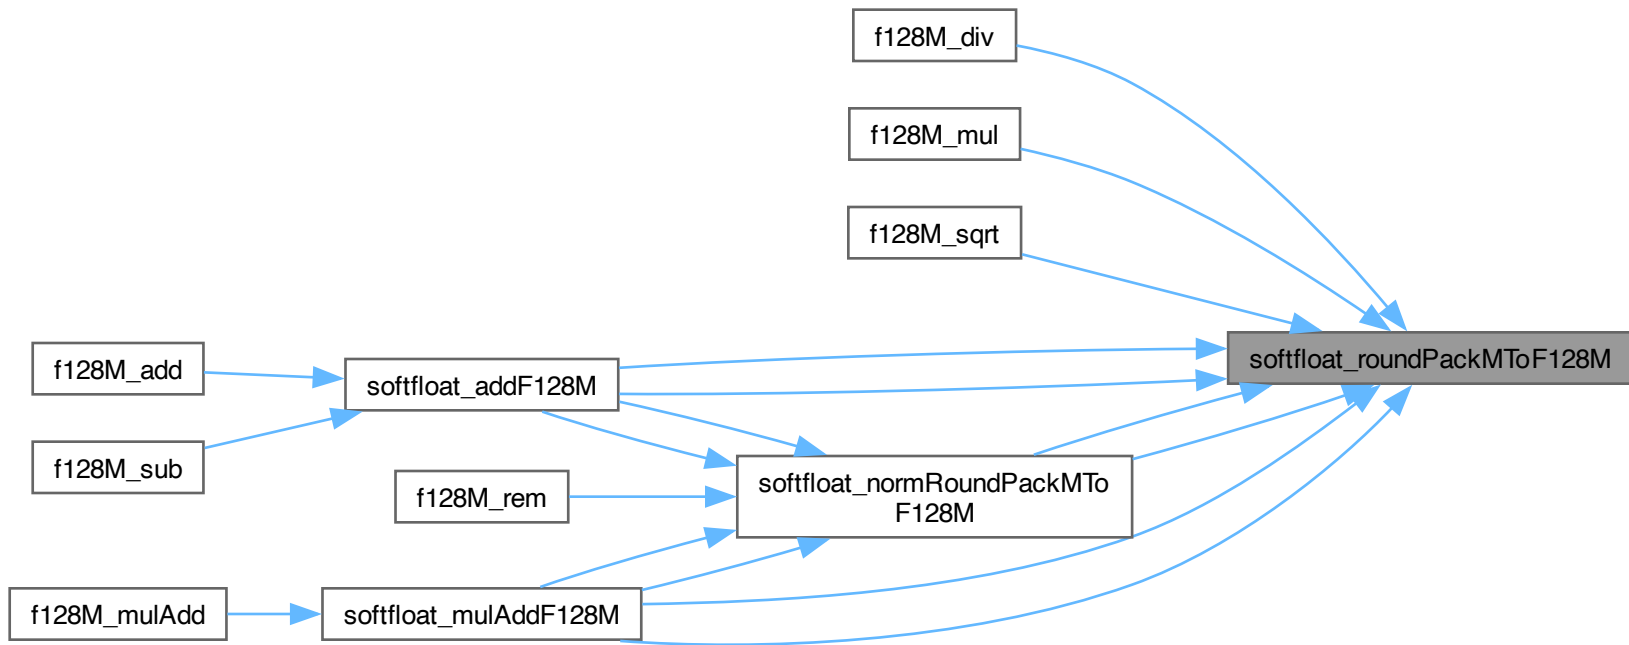 f128M_div
f128M_mul
f128M_sqrt
softfloat_roundPackMToF128M
f128M_add
softfloat_addF128M
f128M_sub
f128M_rem
softfloat_normRoundPackMTo
F128M
f128M_mulAdd
softfloat_mulAddF128M